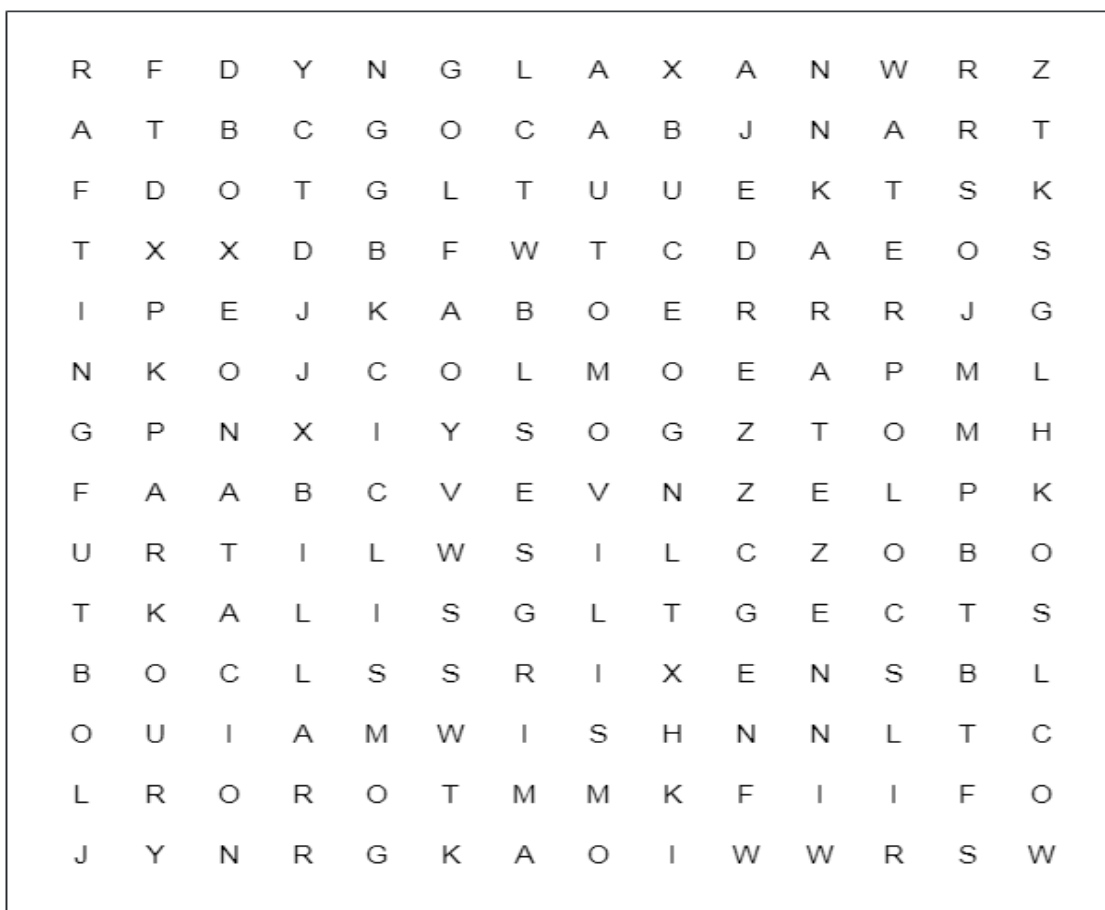 R F D Y N G L A X A N W R Z
A T B C G O C A B J N A R T
F D O T G L T U U E K T S K
T X X D B F W T C D A E O S
I P E J K A B O E R R R J G
N K O J C O L M O E A P M L
G P N X I Y S O G Z T O M H
F A A B C V E V N Z E L P K
U R T I L W S I L C Z O B O
T K A L I S G L T G E C T S
B O C L S S R I X E N S B L
O U I A M W I S H N N L T C
L R O R O T M M K F I I F O
J Y N R G K A O I W W R S W